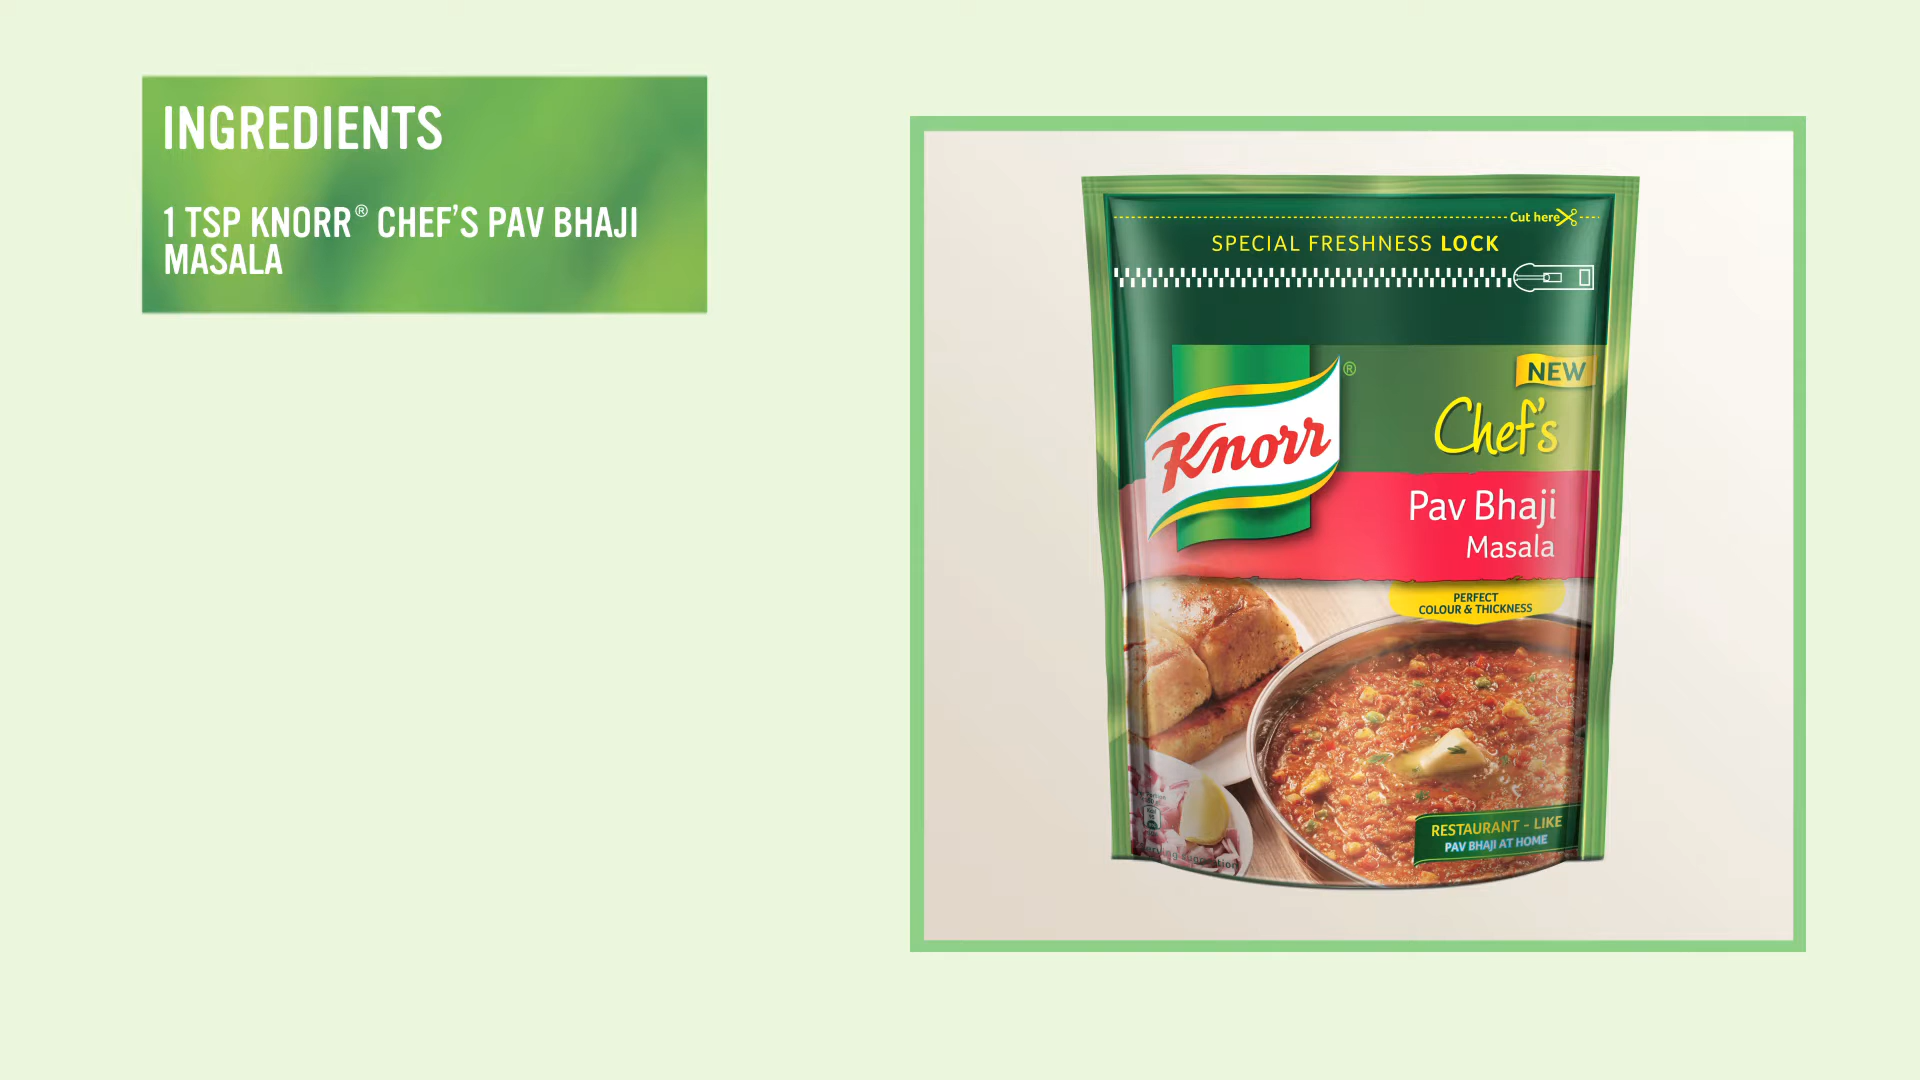 INGREDIENTS
1 TSP KNORR® CHEF'S PAV BHAJI
MASALA
Cut here
SPECIAL FRESHNESS LOCK
NEW
Knorr®
Chef's
Pav Bhaji
Masala
PERFECT
COLOUR & THICKNESS
RESTAURANT - LIKE
PAV BHAJI AT HOME